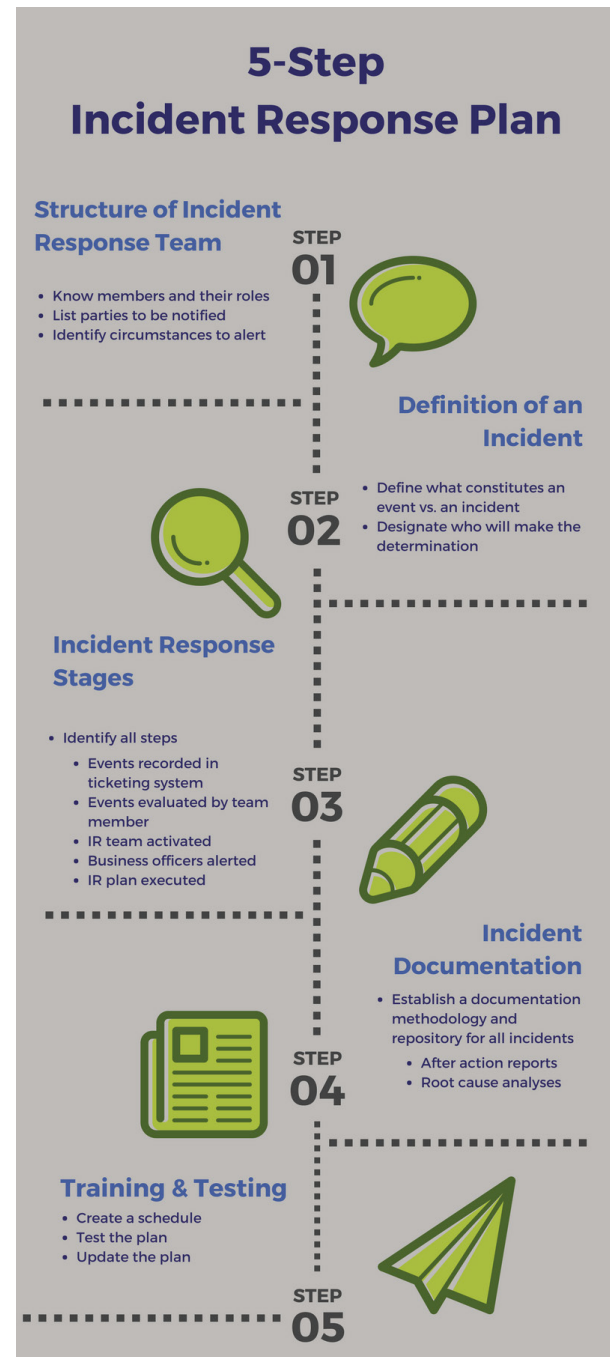 5-Step
Incident Response Plan
Structure of Incident
Response Team
STEP
01
• Know members and their roles
• List parties to be notified
• Identify circumstances to alert
Definition of an
Incident
STEP
02
• Define what constitutes an
event vs. an incident
• Designate who will make the
determination
Incident Response
Stages
STEP
03
• Identify all steps
• Events recorded in
ticketing system
• Events evaluated by team
member
• IR team activated
• Business officers alerted
• IR plan executed
Incident
Documentation
STEP
04
• Establish a documentation
methodology and
repository for all incidents
• After action reports
• Root cause analyses
Training & Testing
• Create a schedule
• Test the plan
• Update the plan
STEP
05